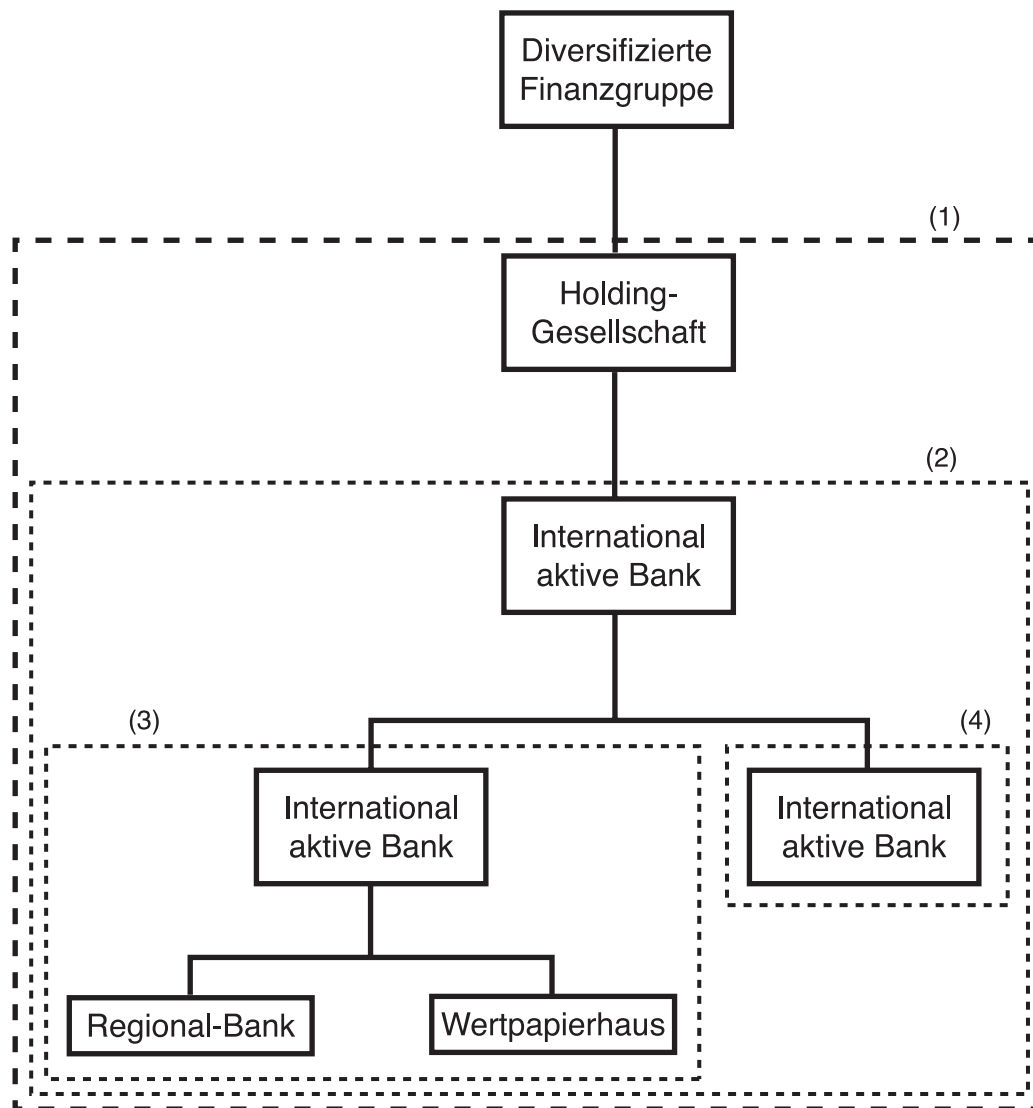 Diversifizierte
Finanzgruppe
(1)
Holding-
Gesellschaft
(2)
International
aktive Bank
(3)
(4)
International
aktive Bank
International
aktive Bank
Regional-Bank
Wertpapierhaus